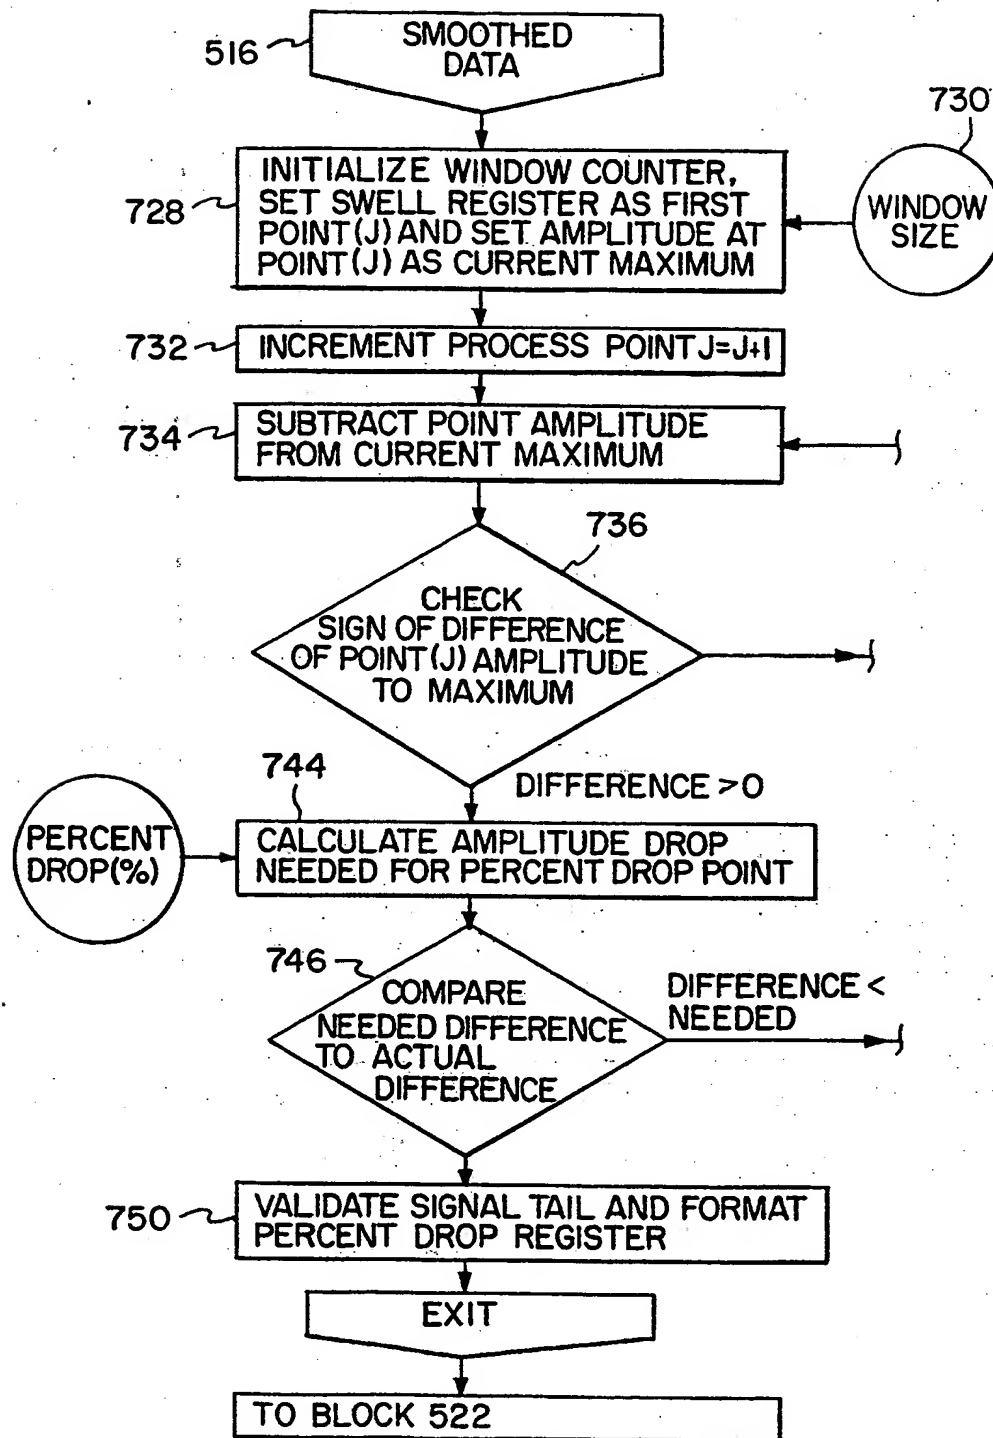 SMOOTHED
DATA
516
730
INITIALIZE WINDOW COUNTER,
SET SWELL REGISTER AS FIRST
POINT(J) AND SET AMPLITUDE AT
POINT(J) AS CURRENT MAXIMUM
728
WINDOW
SIZE
732
INCREMENT PROCESS POINT J=J+1
734
SUBTRACT POINT AMPLITUDE
FROM CURRENT MAXIMUM
736
CHECK
SIGN OF DIFFERENCE
OF POINT(J) AMPLITUDE
TO MAXIMUM
744
DIFFERENCE >0
PERCENT
DROP(%)
CALCULATE AMPLITUDE DROP
NEEDED FOR PERCENT DROP POINT
746
COMPARE
NEEDED DIFFERENCE
TO ACTUAL
DIFFERENCE
DIFFERENCE <
NEEDED
750
VALIDATE SIGNAL TAIL AND FORMAT
PERCENT DROP REGISTER
EXIT
TO BLOCK 522